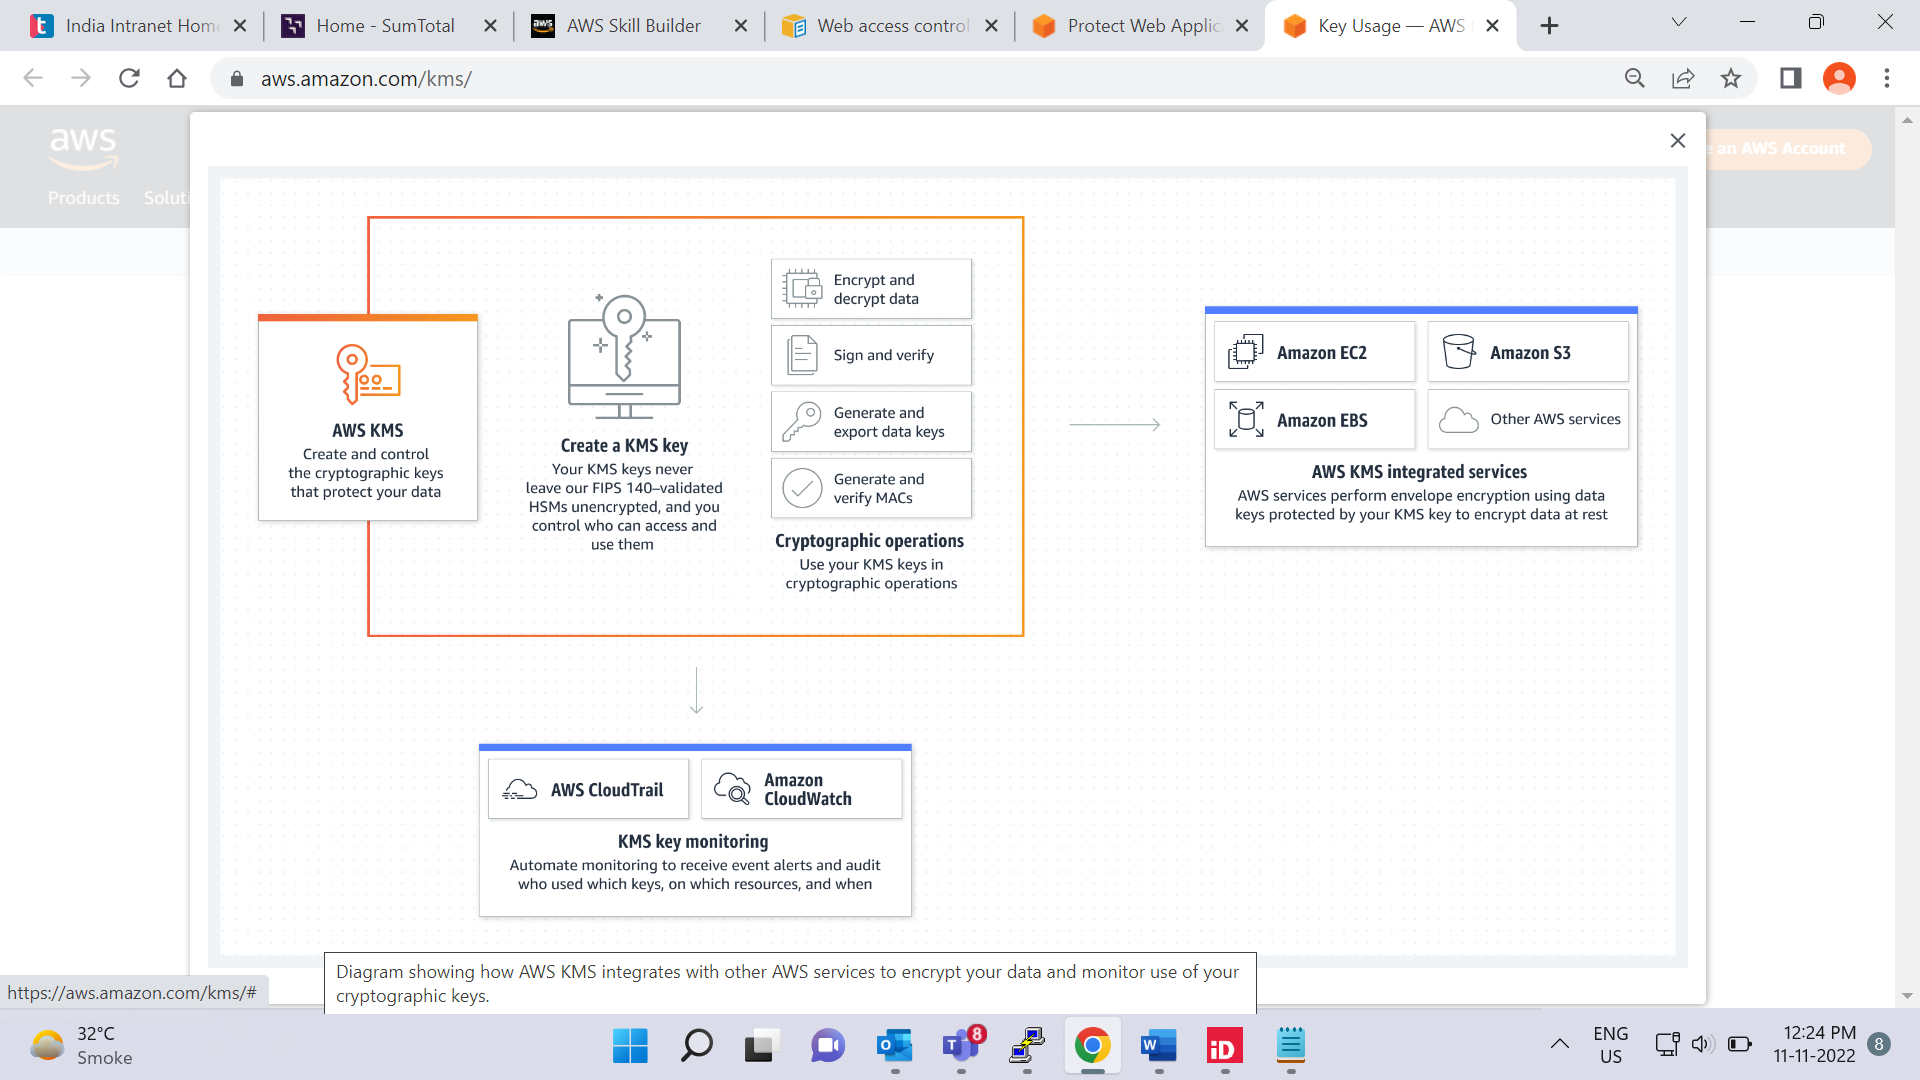 India Intranet Home
Home - SumTotal
AWS Skill Builder
Web access control
Protect Web Applic
Key Usage — AWS
aws.amazon.com/kms/
aws
e an AWS Account
Products
Soluti
AWS KMS
Create and control
the cryptographic keys
that protect your data
Create a KMS key
Your KMS keys never
leave our FIPS 140–validated
HSMs unencrypted, and you
control who can access and
use them
Encrypt and
decrypt data
Sign and verify
Generate and
export data keys
Generate and
verify MACs
Cryptographic operations
Use your KMS keys in
cryptographic operations
Amazon EC2
Amazon S3
Amazon EBS
Other AWS services
AWS KMS integrated services
AWS services perform envelope encryption using data
keys protected by your KMS key to encrypt data at rest
AWS CloudTrail
Amazon
CloudWatch
KMS key monitoring
Automate monitoring to receive event alerts and audit
who used which keys, on which resources, and when
Diagram showing how AWS KMS integrates with other AWS services to encrypt your data and monitor use of your
cryptographic keys.
https://aws.amazon.com/kms/#
32°C
Smoke
8
ENG
US
12:24 PM
11-11-2022
8